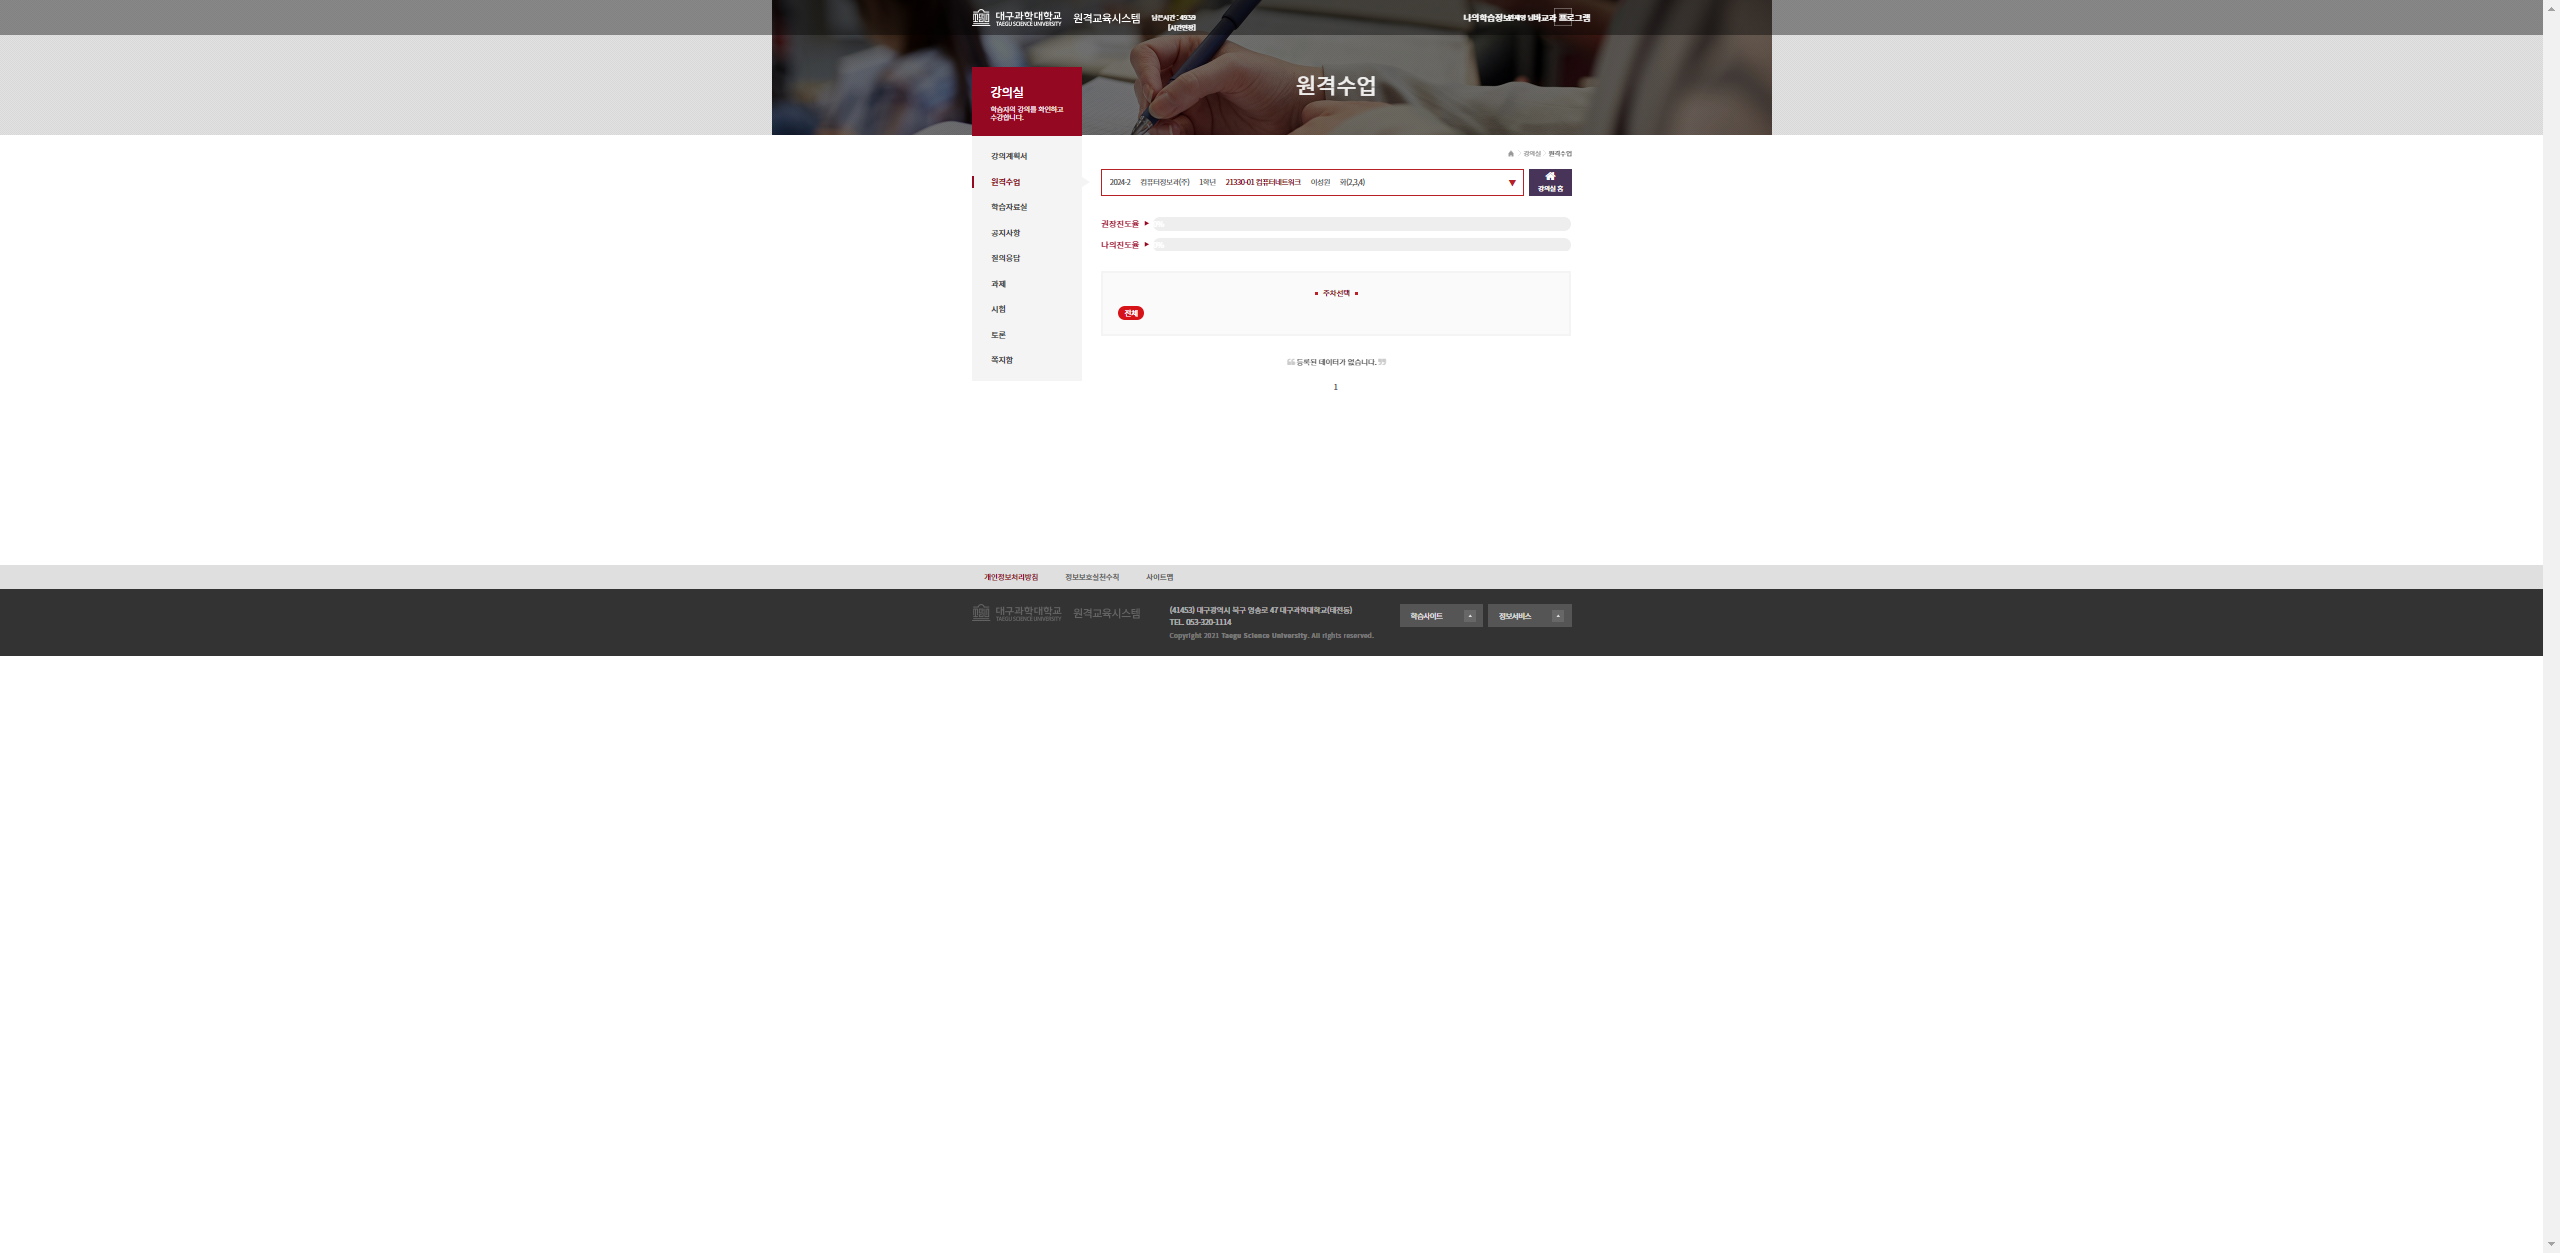 대구과학대학교
TAEGU SCIENCE UNIVERSITY
원격교육시스템
남은시간 : 49:59
[시간연장]
나의학습정보
비교과 프로그램
원격수업
강의실
학습자의 강의를 확인하고
수강합니다.
강의계획서
원격수업
학습자료실
공지사항
질의응답
과제
시험
토론
쪽지함
강의실 원격수업
2024-2 컴퓨터정보과(주) 1학년 21330-01 컴퓨터네트워크 이성원 화(2,3,4)
강의실 홈
권장진도율 ▶
나의진도율 ▶
주차선택
전체
등록된 데이터가 없습니다.
1
개인정보처리방침 정보보호실천수칙 사이트맵
대구과학대학교
TAEGU SCIENCE UNIVERSITY
원격교육시스템
(41453) 대구광역시 북구 영송로 47 대구과학대학교(태전동)
TEL. 053-320-1114
Copyright 2021 Taegu Science University. All rights reserved.
학습사이트
정보서비스